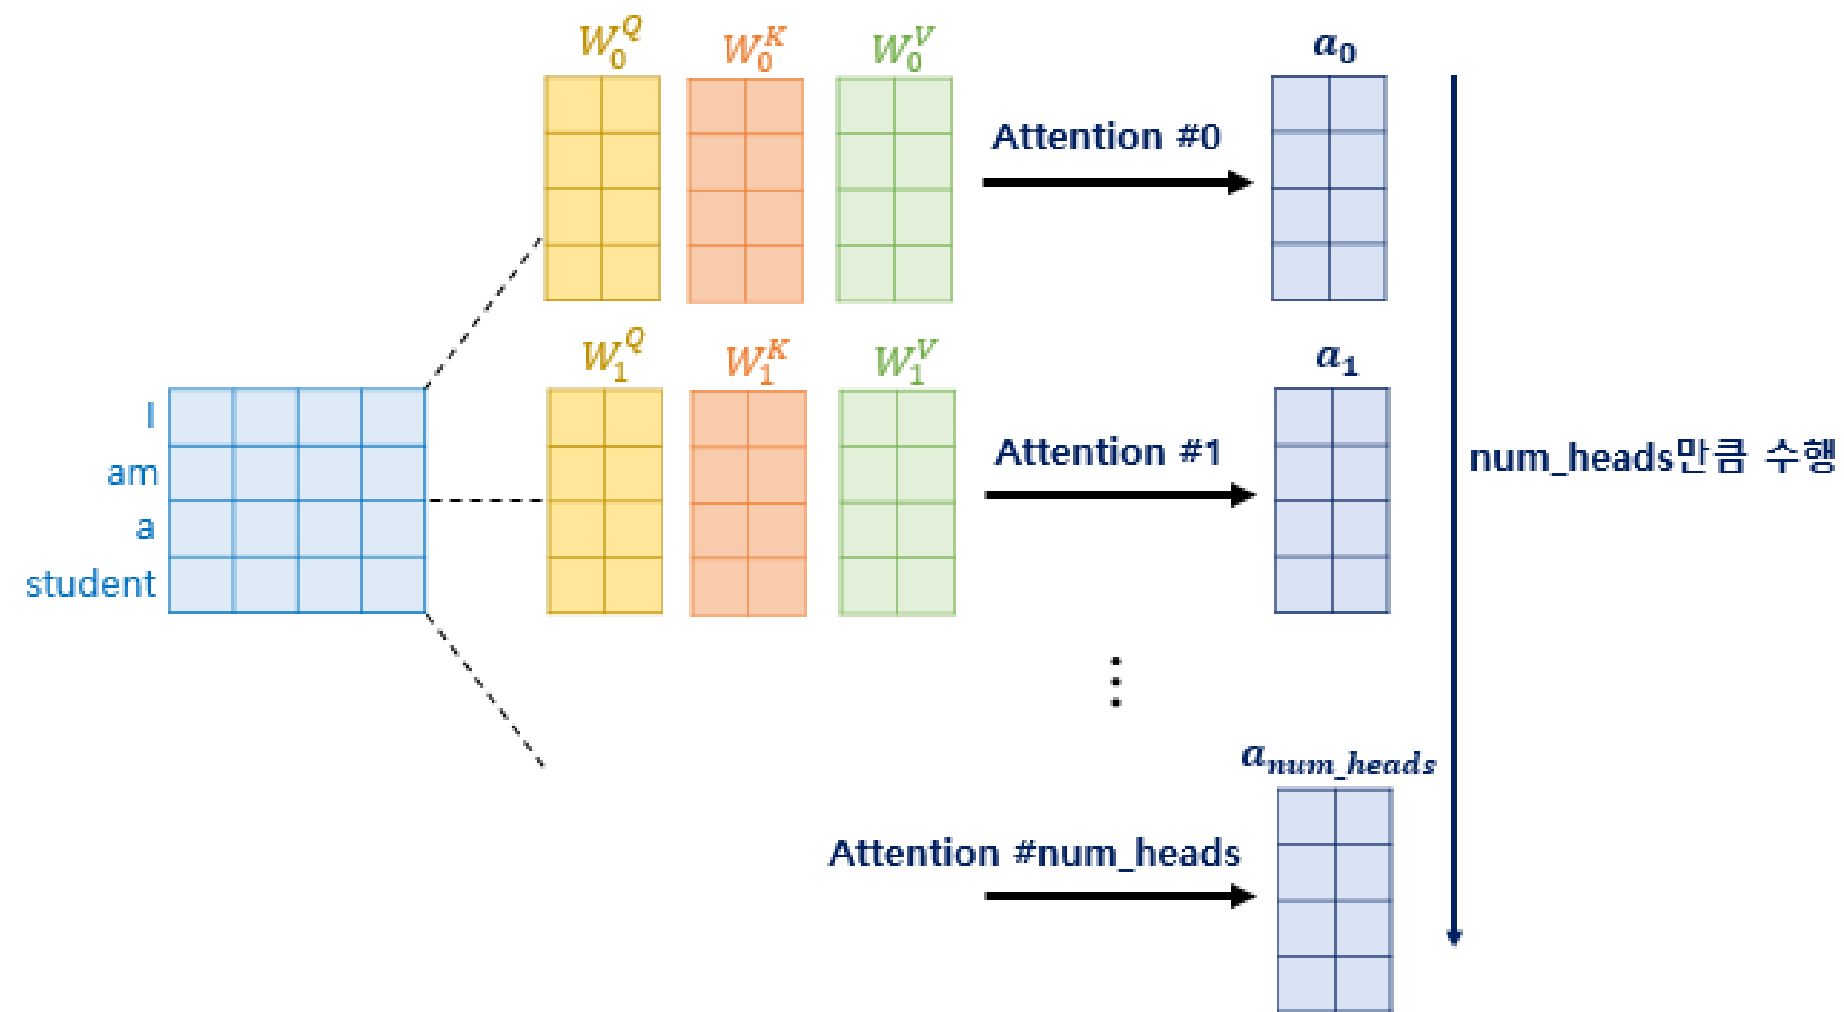 W_0^Q W_0^K W_0^V a_0
Attention #0
W_1^Q W_1^K W_1^V a_1
I
am
a
student
Attention #1
num_heads만큼 수행
a_num_heads
Attention #num_heads